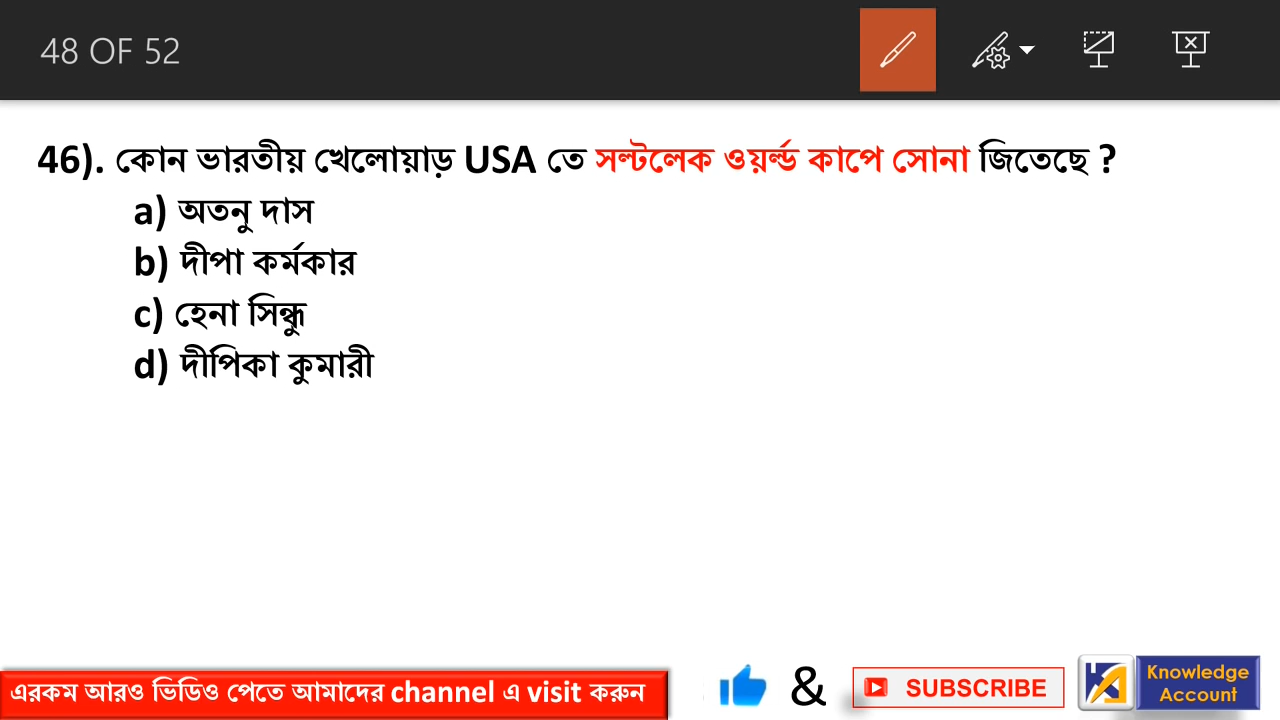 48 OF 52
46). কোন ভারতীয় খেলোয়াড় USA তে সল্টলেক ওয়র্ল্ড কাপে সোনা জিতেছে ?
a) অতনু দাস
b) দীপা কর্মকার
c) হেনা সিন্ধু
d) দীপিকা কুমারী
এরকম আরও ভিডিও পেতে আমাদের channel এ visit করুন
& SUBSCRIBE
Knowledge
Account